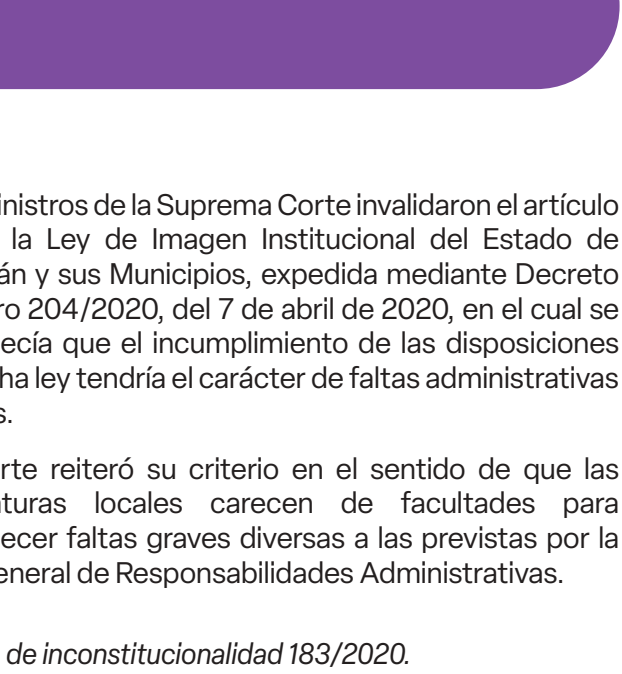 nistros de la Suprema Corte invalidaron el artículo
la Ley de Imagen Institucional del Estado de
án y sus Municipios, expedida mediante Decreto
ro 204/2020, del 7 de abril de 2020, en el cual se
ecía que el incumplimiento de las disposiciones
ha ley tendría el carácter de faltas administrativas
s.
rte reiteró su criterio en el sentido de que las
turas locales carecen de facultades para
ecer faltas graves diversas a las previstas por la
eneral de Responsabilidades Administrativas.
de inconstitucionalidad 183/2020.